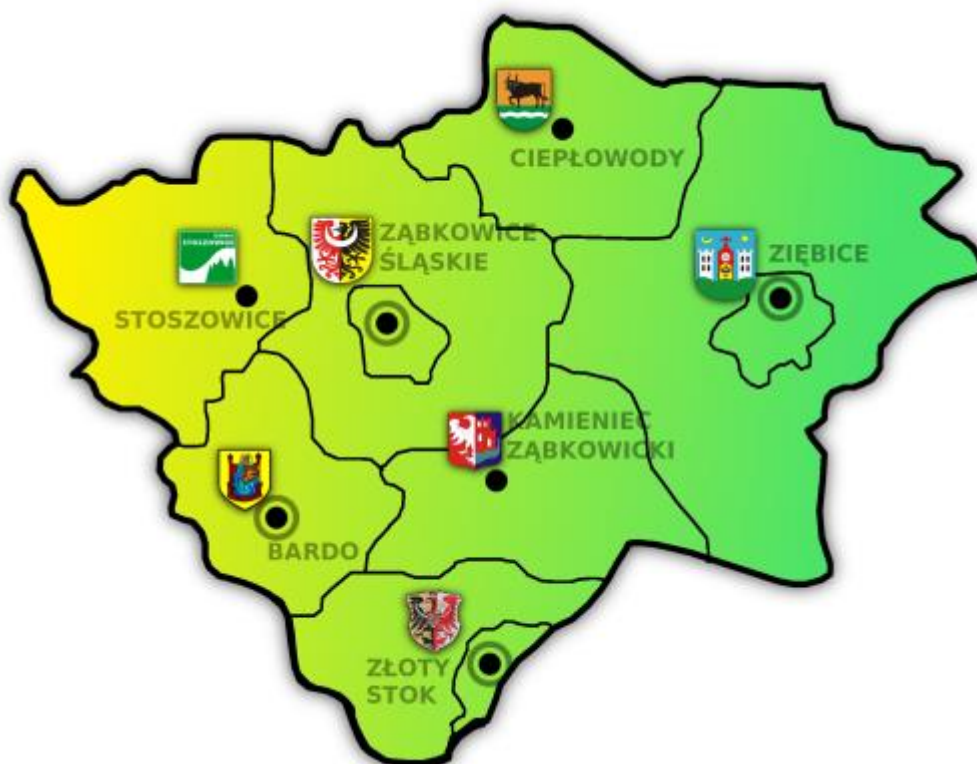 CIEPŁOWODY
ZĄBKOWICE
ŚLĄSKIE
ZIĘBICE
STOSZOWICE
KAMIENIEC
ZĄBKOWICKI
BARDO
ZŁOTY
STOK